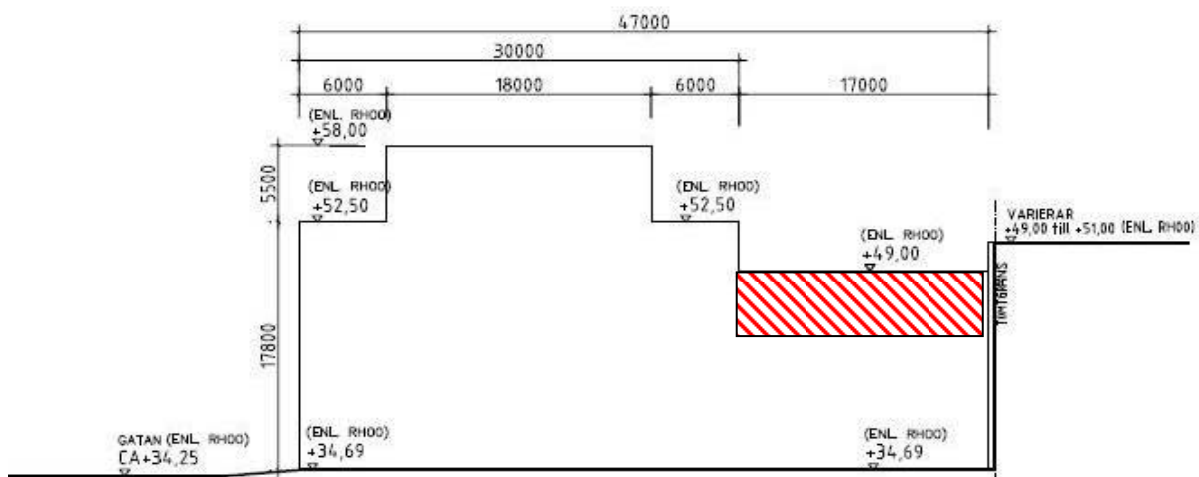 47000
30000
6000
18000
6000
17000
(ENL. RH00)
+58,00
5500
(ENL. RH00)
+52,50
(ENL. RH00)
+52,50
VARIERAR
+49,00 till +51,00 (ENL. RH00)
(ENL. RH00)
+49,00
TOMTGRÄNS
17800
GATAN (ENL. RH00)
CA+34,25
(ENL. RH00)
+34,69
(ENL. RH00)
+34,69